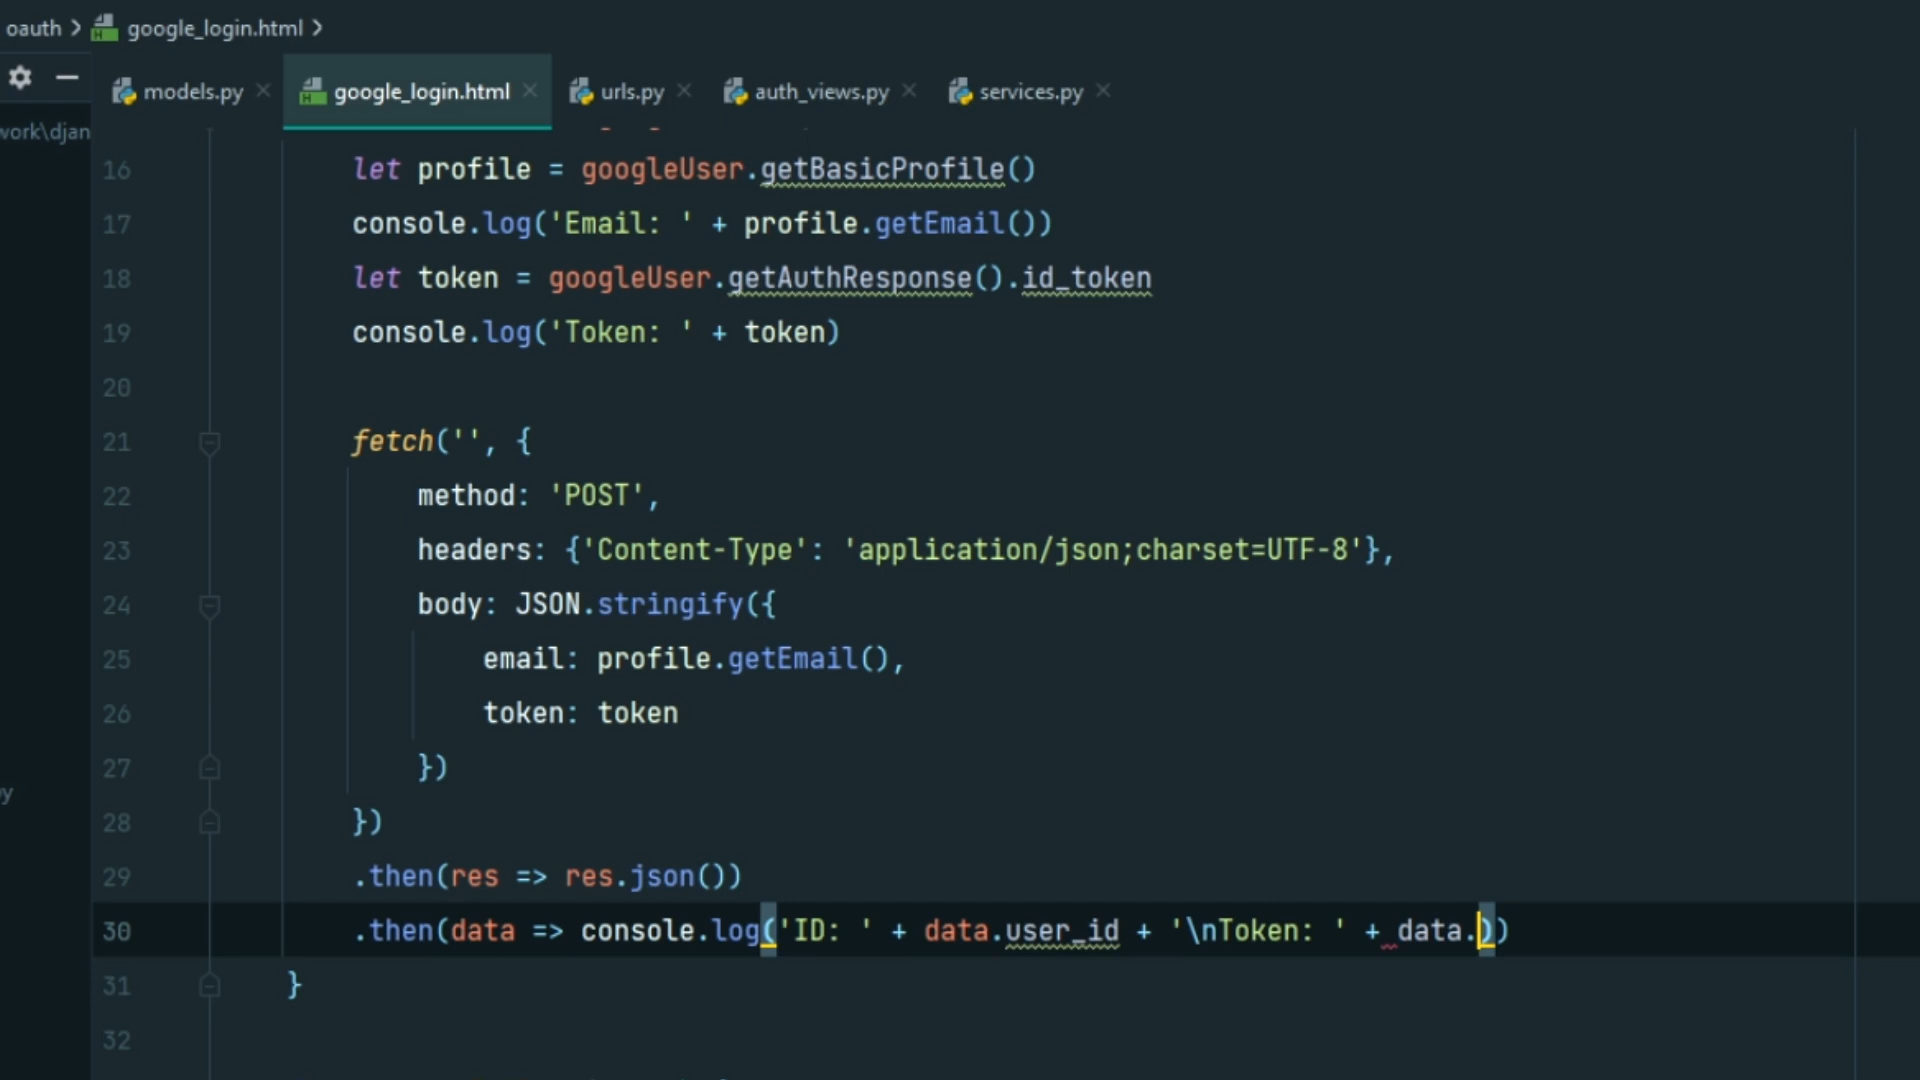 oauth > google_login.html >
models.py × google_login.html × urls.py × auth_views.py × services.py ×
work\djan
16 let profile = googleUser.getBasicProfile()
17 console.log('Email: ' + profile.getEmail())
18 let token = googleUser.getAuthResponse().id_token
19 console.log('Token: ' + token)
20
21 fetch('', {
22 method: 'POST',
23 headers: {'Content-Type': 'application/json;charset=UTF-8'},
24 body: JSON.stringify({
25 email: profile.getEmail(),
26 token: token
27 })
28 })
29 .then(res => res.json())
30 .then(data => console.log('ID: ' + data.user_id + '\nToken: ' + data.))
31 }
32